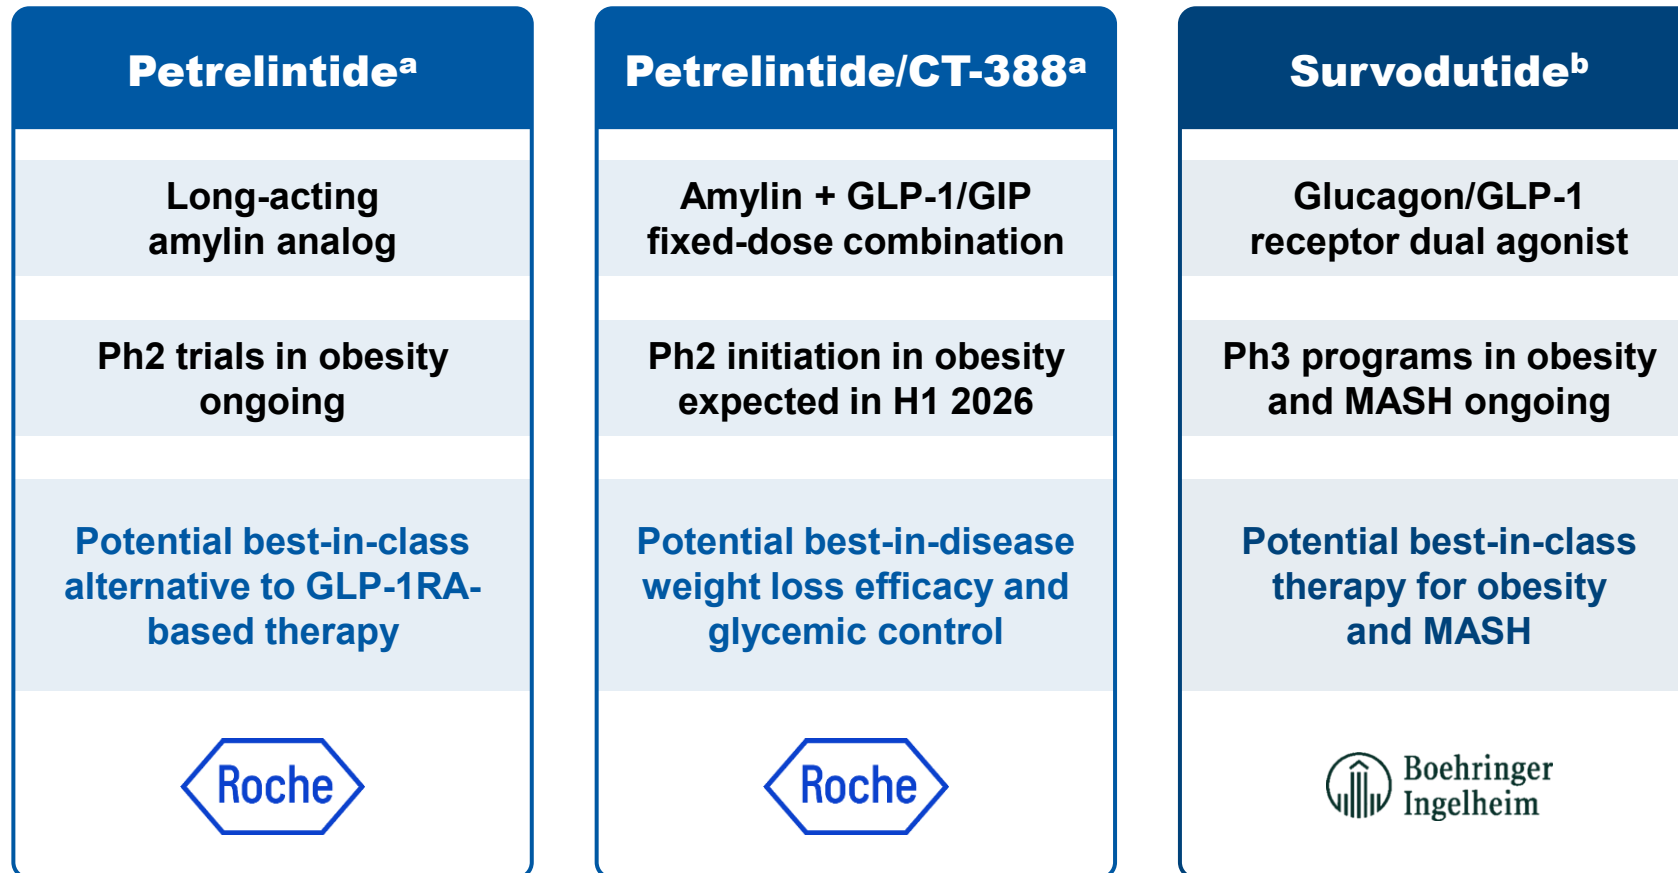 Petrelintideᵃ
Long-acting
amylin analog
Ph2 trials in obesity
ongoing
Potential best-in-class
alternative to GLP-1RA-
based therapy
Roche
Petrelintide/CT-388ᵃ
Amylin + GLP-1/GIP
fixed-dose combination
Ph2 initiation in obesity
expected in H1 2026
Potential best-in-disease
weight loss efficacy and
glycemic control
Roche
Survodutideᵇ
Glucagon/GLP-1
receptor dual agonist
Ph3 programs in obesity
and MASH ongoing
Potential best-in-class
therapy for obesity
and MASH
Boehringer
Ingelheim